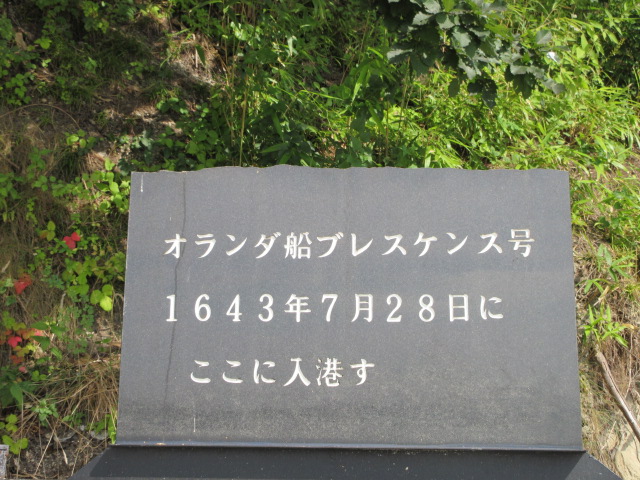 オランダ船ブレスケンス号
１６４３年７月２８日に
ここに入港す